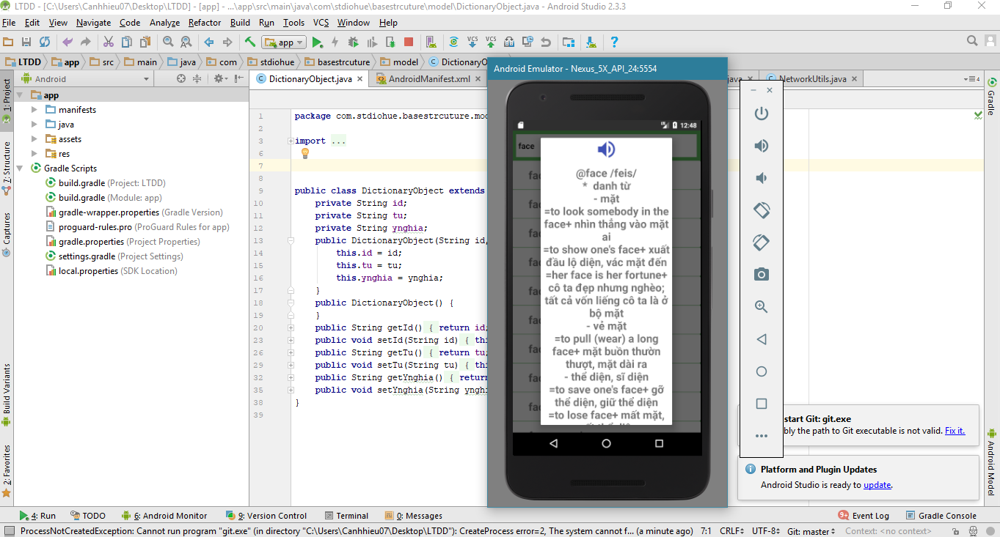 LTDD - [C:\Users\Canhhieu07\Desktop\LTDD] - [app] - ...\app\src\main\java\com\stdiohue\basestrcuture\model\DictionaryObject.java - Android Studio 2.3.3
File Edit View Navigate Code Analyze Refactor Build Run Tools VCS Window Help
app
VCS VCS
LTDD app src main java com stdiohue basestrcuture model DictionaryO
Android
DictionaryObject.java AndroidManifest.xml java NetworkUtils.java 4
1: Project
7: Structure
Captures
Build Variants
2: Favorites
app
manifests
java
assets
res
Gradle Scripts
build.gradle (Project: LTDD)
build.gradle (Module: app)
gradle-wrapper.properties (Gradle Version)
proguard-rules.pro (ProGuard Rules for app)
gradle.properties (Project Properties)
settings.gradle (Project Settings)
local.properties (SDK Location)
1 package com.stdiohue.basestrcuture.mod
2
3 import ...
6
7
8
9 public class DictionaryObject extends
10 private String id;
11 private String tu;
12 private String ynghia;
13 public DictionaryObject(String id,
14 this.id = id;
15 this.tu = tu;
16 this.ynghia = ynghia;
17 }
18 public DictionaryObject() {
19 }
20 public String getId() { return id;
23 public void setId(String id) { thi
26 public String getTu() { return tu;
29 public void setTu(String tu) { thi
32 public String getYnghia() { return
35 public void setYnghia(String ynghi
38 }
39
Android Emulator - Nexus_5X_API_24:5554
12:48
face
fac
fac
fac
fac
fac
fac
fac
fac
fac
@face /feis/
* danh từ
- mặt
=to look somebody in the
face+ nhìn thẳng vào mặt
ai
=to show one's face+ xuất
đầu lộ diện, vác mặt đến
=her face is her fortune+
cô ta đẹp nhưng nghèo;
tất cả vốn liếng cô ta là ở
bộ mặt
- vẻ mặt
=to pull (wear) a long
face+ mặt buồn thườn
thượt, mặt dài ra
- thể diện, sĩ diện
=to save one's face+ gỡ
thể diện, giữ thể diện
=to lose face+ mất mặt,
Gradle
Android Model
start Git: git.exe
bly the path to Git executable is not valid. Fix it.
Platform and Plugin Updates
Android Studio is ready to update.
4: Run TODO 6: Android Monitor 9: Version Control Terminal 0: Messages Event Log Gradle Console
ProcessNotCreatedException: Cannot run program "git.exe" (in directory "C:\Users\Canhhieu07\Desktop\LTDD"): CreateProcess error=2, The system cannot f... (a minute ago) 7:1 CRLF UTF-8 Git: master Context: <no context>